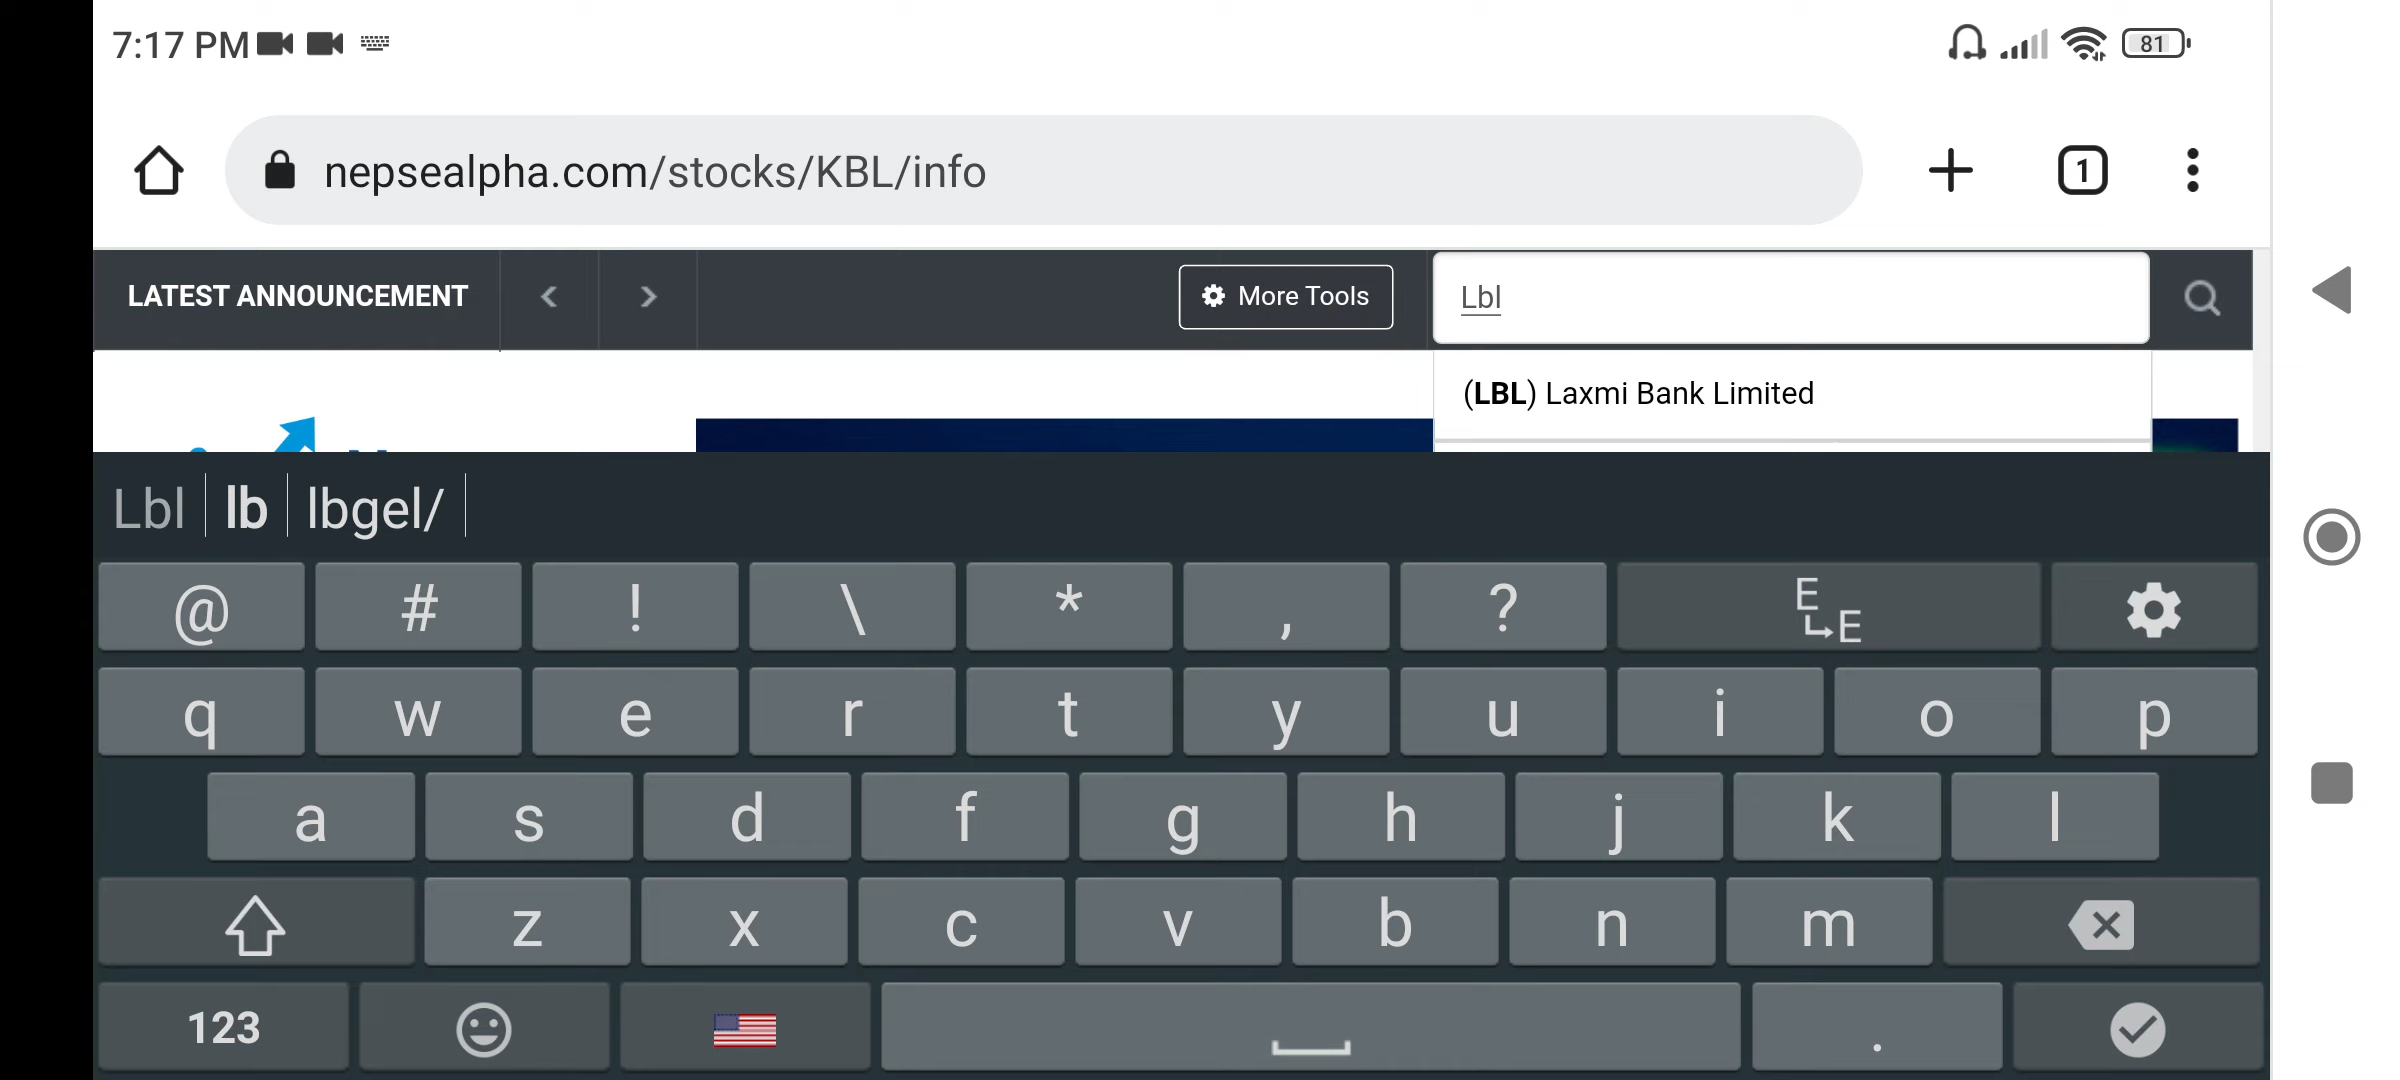 7:17 PM
81
nepsealpha.com/stocks/KBL/info
1
LATEST ANNOUNCEMENT < > More Tools Lbl
(LBL) Laxmi Bank Limited
Lbl lb lbgel/
@ # ! \ * , ? E E
q w e r t y u i o p
a s d f g h j k l
z x c v b n m
123 .